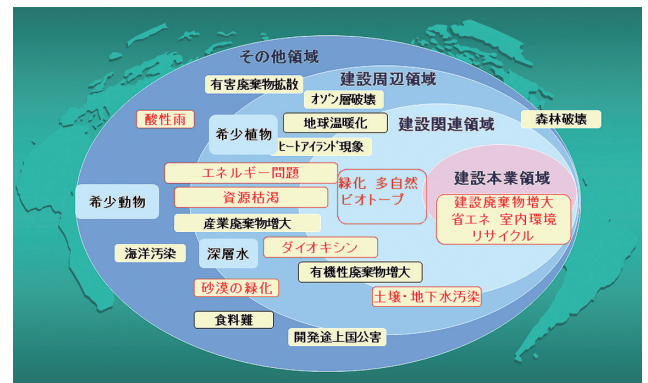 その他領域
有害廃棄物拡散
建設周辺領域
オゾン層破壊
酸性雨
希少植物
地球温暖化
建設関連領域
森林破壊
ヒートアイランド現象
エネルギー問題
緑化 多自然
ビオトープ
建設本業領域
希少動物
資源枯渇
建設廃棄物増大
省エネ 室内環境
リサイクル
産業廃棄物増大
海洋汚染
深層水
ダイオキシン
有機性廃棄物増大
砂漠の緑化
土壌・地下水汚染
食料難
開発途上国公害